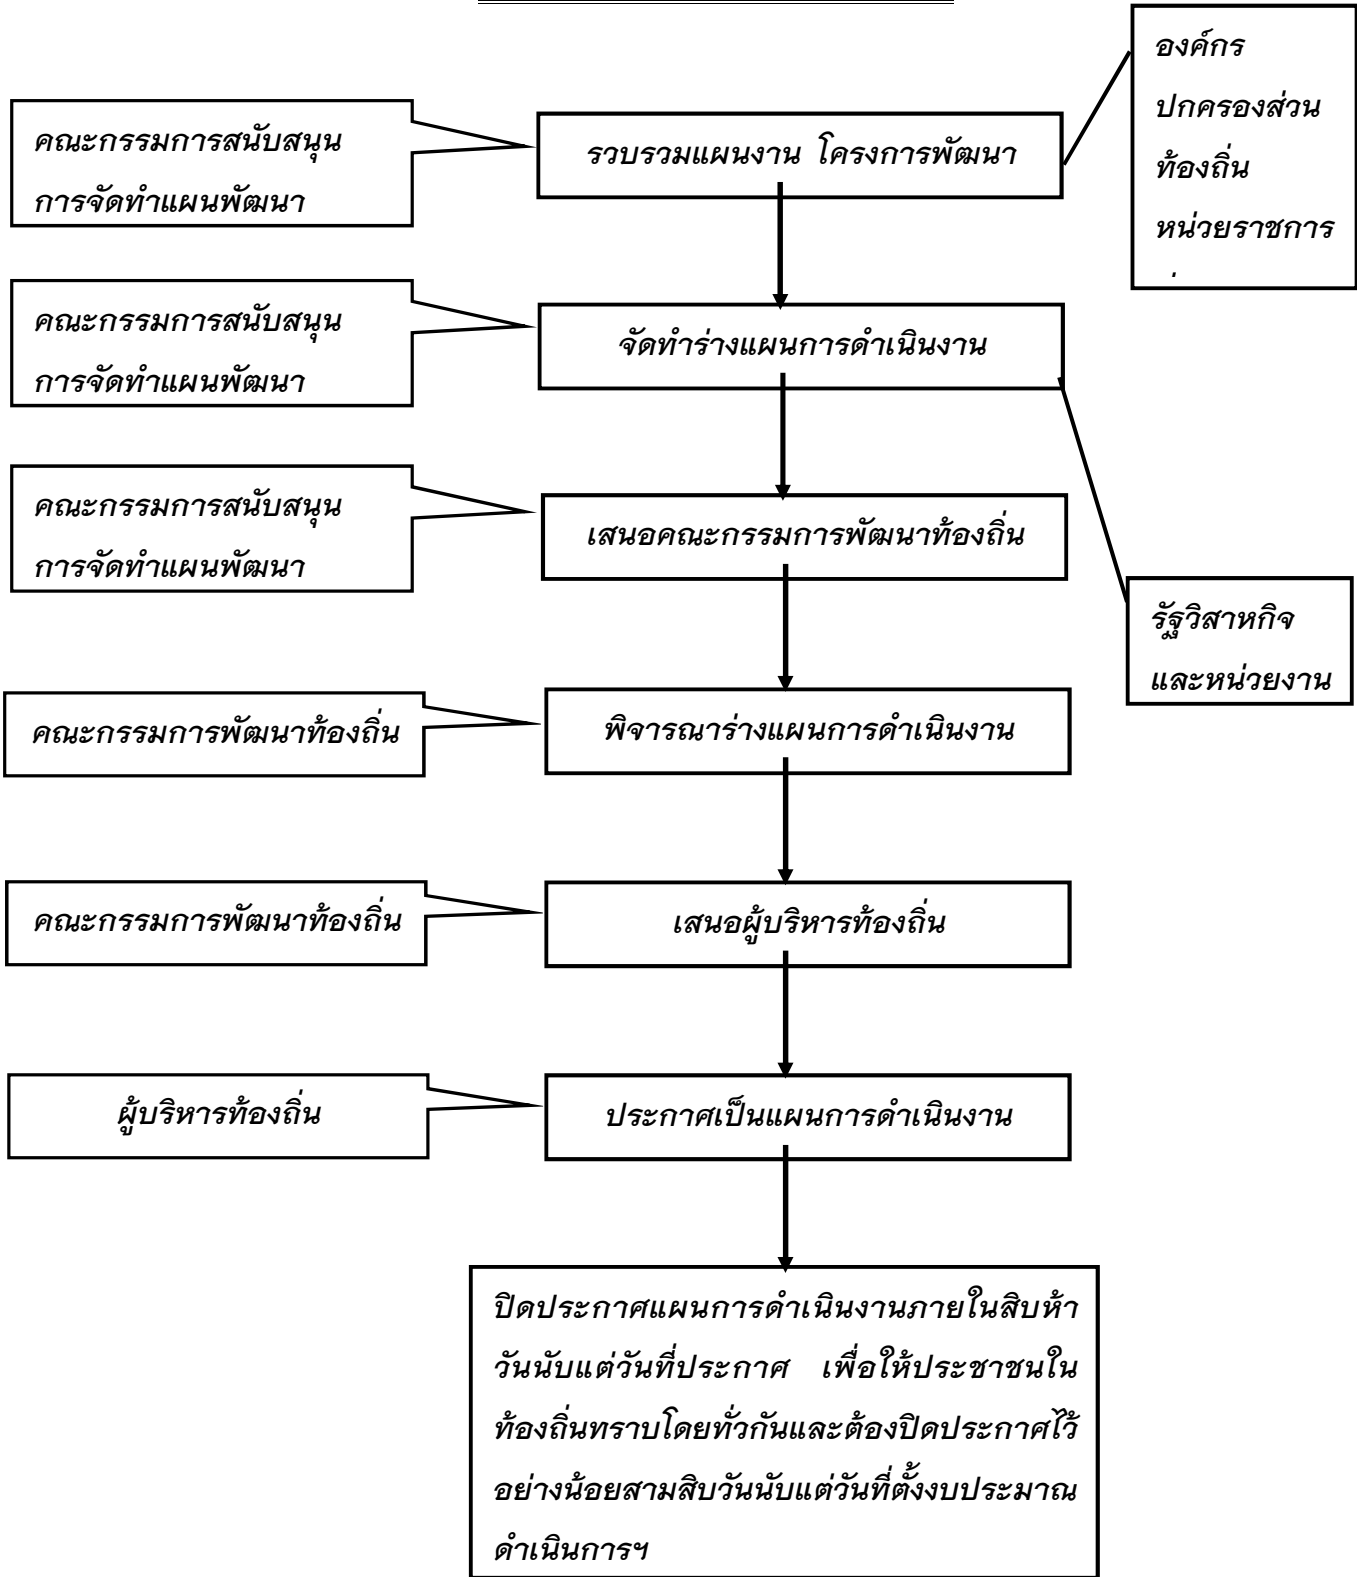 องค์กร
ปกครองส่วน
ท้องถิ่น
หน่วยราชการ
คณะกรรมการสนับสนุน
การจัดทำแผนพัฒนา
รวบรวมแผนงาน โครงการพัฒนา
คณะกรรมการสนับสนุน
การจัดทำแผนพัฒนา
จัดทำร่างแผนการดำเนินงาน
คณะกรรมการสนับสนุน
การจัดทำแผนพัฒนา
เสนอคณะกรรมการพัฒนาท้องถิ่น
รัฐวิสาหกิจ
และหน่วยงาน
คณะกรรมการพัฒนาท้องถิ่น
พิจารณาร่างแผนการดำเนินงาน
คณะกรรมการพัฒนาท้องถิ่น
เสนอผู้บริหารท้องถิ่น
ผู้บริหารท้องถิ่น
ประกาศเป็นแผนการดำเนินงาน
ปิดประกาศแผนการดำเนินงานภายในสิบห้า
วันนับแต่วันที่ประกาศ เพื่อให้ประชาชนใน
ท้องถิ่นทราบโดยทั่วกันและต้องปิดประกาศไว้
อย่างน้อยสามสิบวันนับแต่วันที่ตั้งงบประมาณ
ดำเนินการฯ